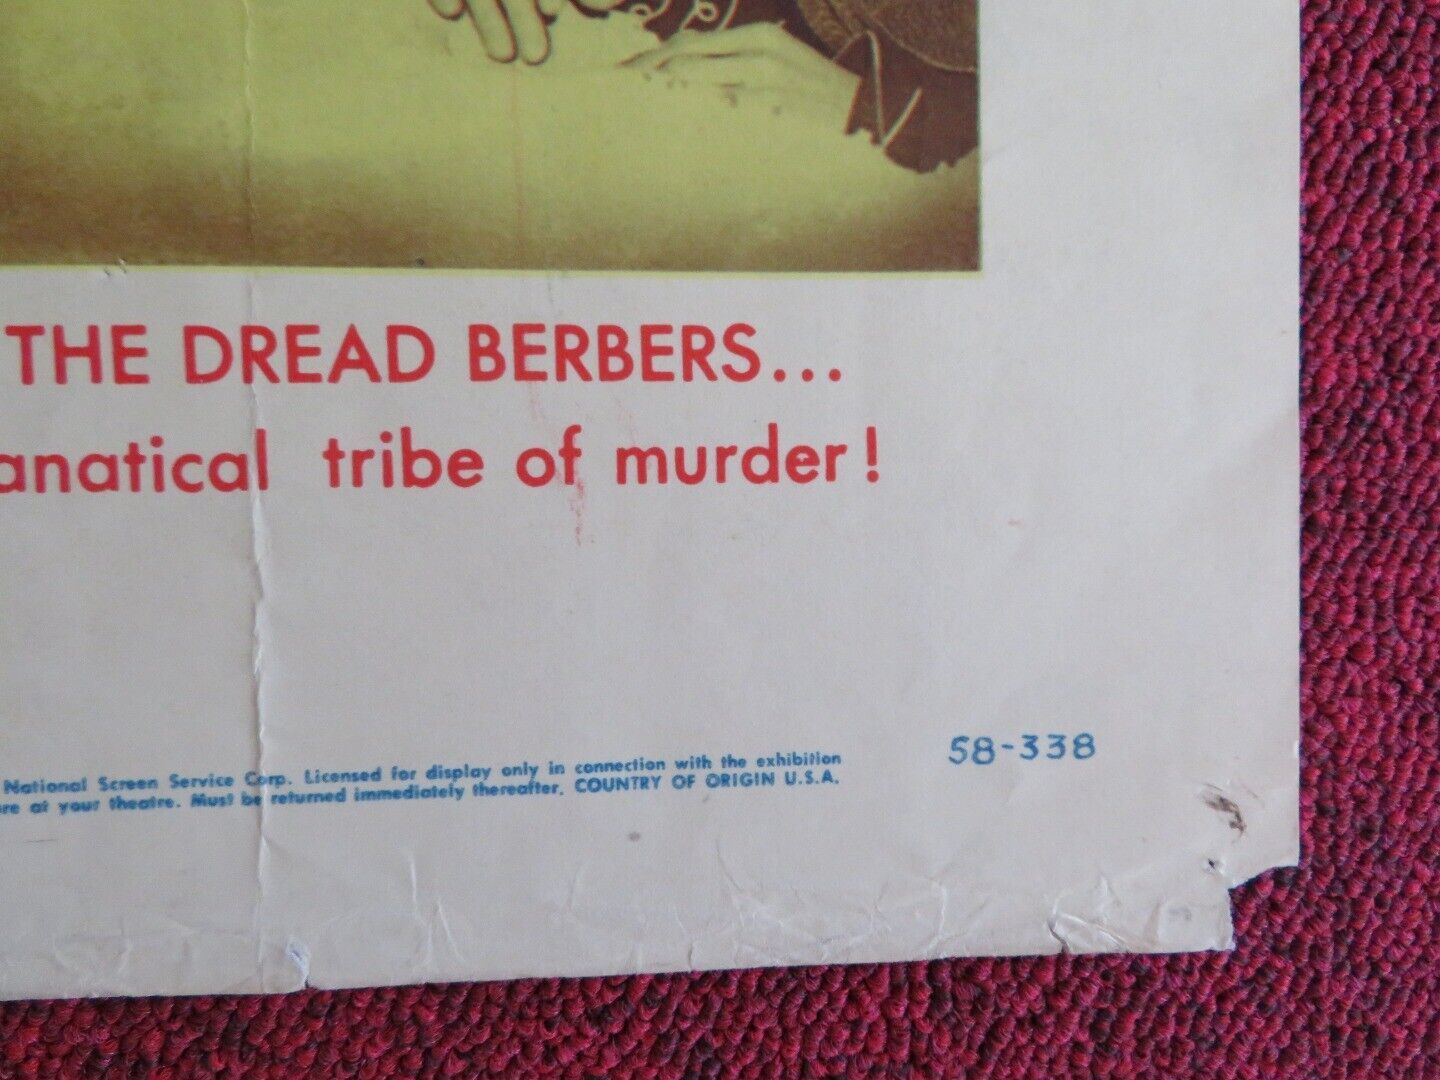 THE DREAD BERBERS...
anatical tribe of murder!
58-338
National Screen Service Corp. Licensed for display only in connection with the exhibition
at your theatre. Must be returned immediately thereafter. COUNTRY OF ORIGIN U.S.A.